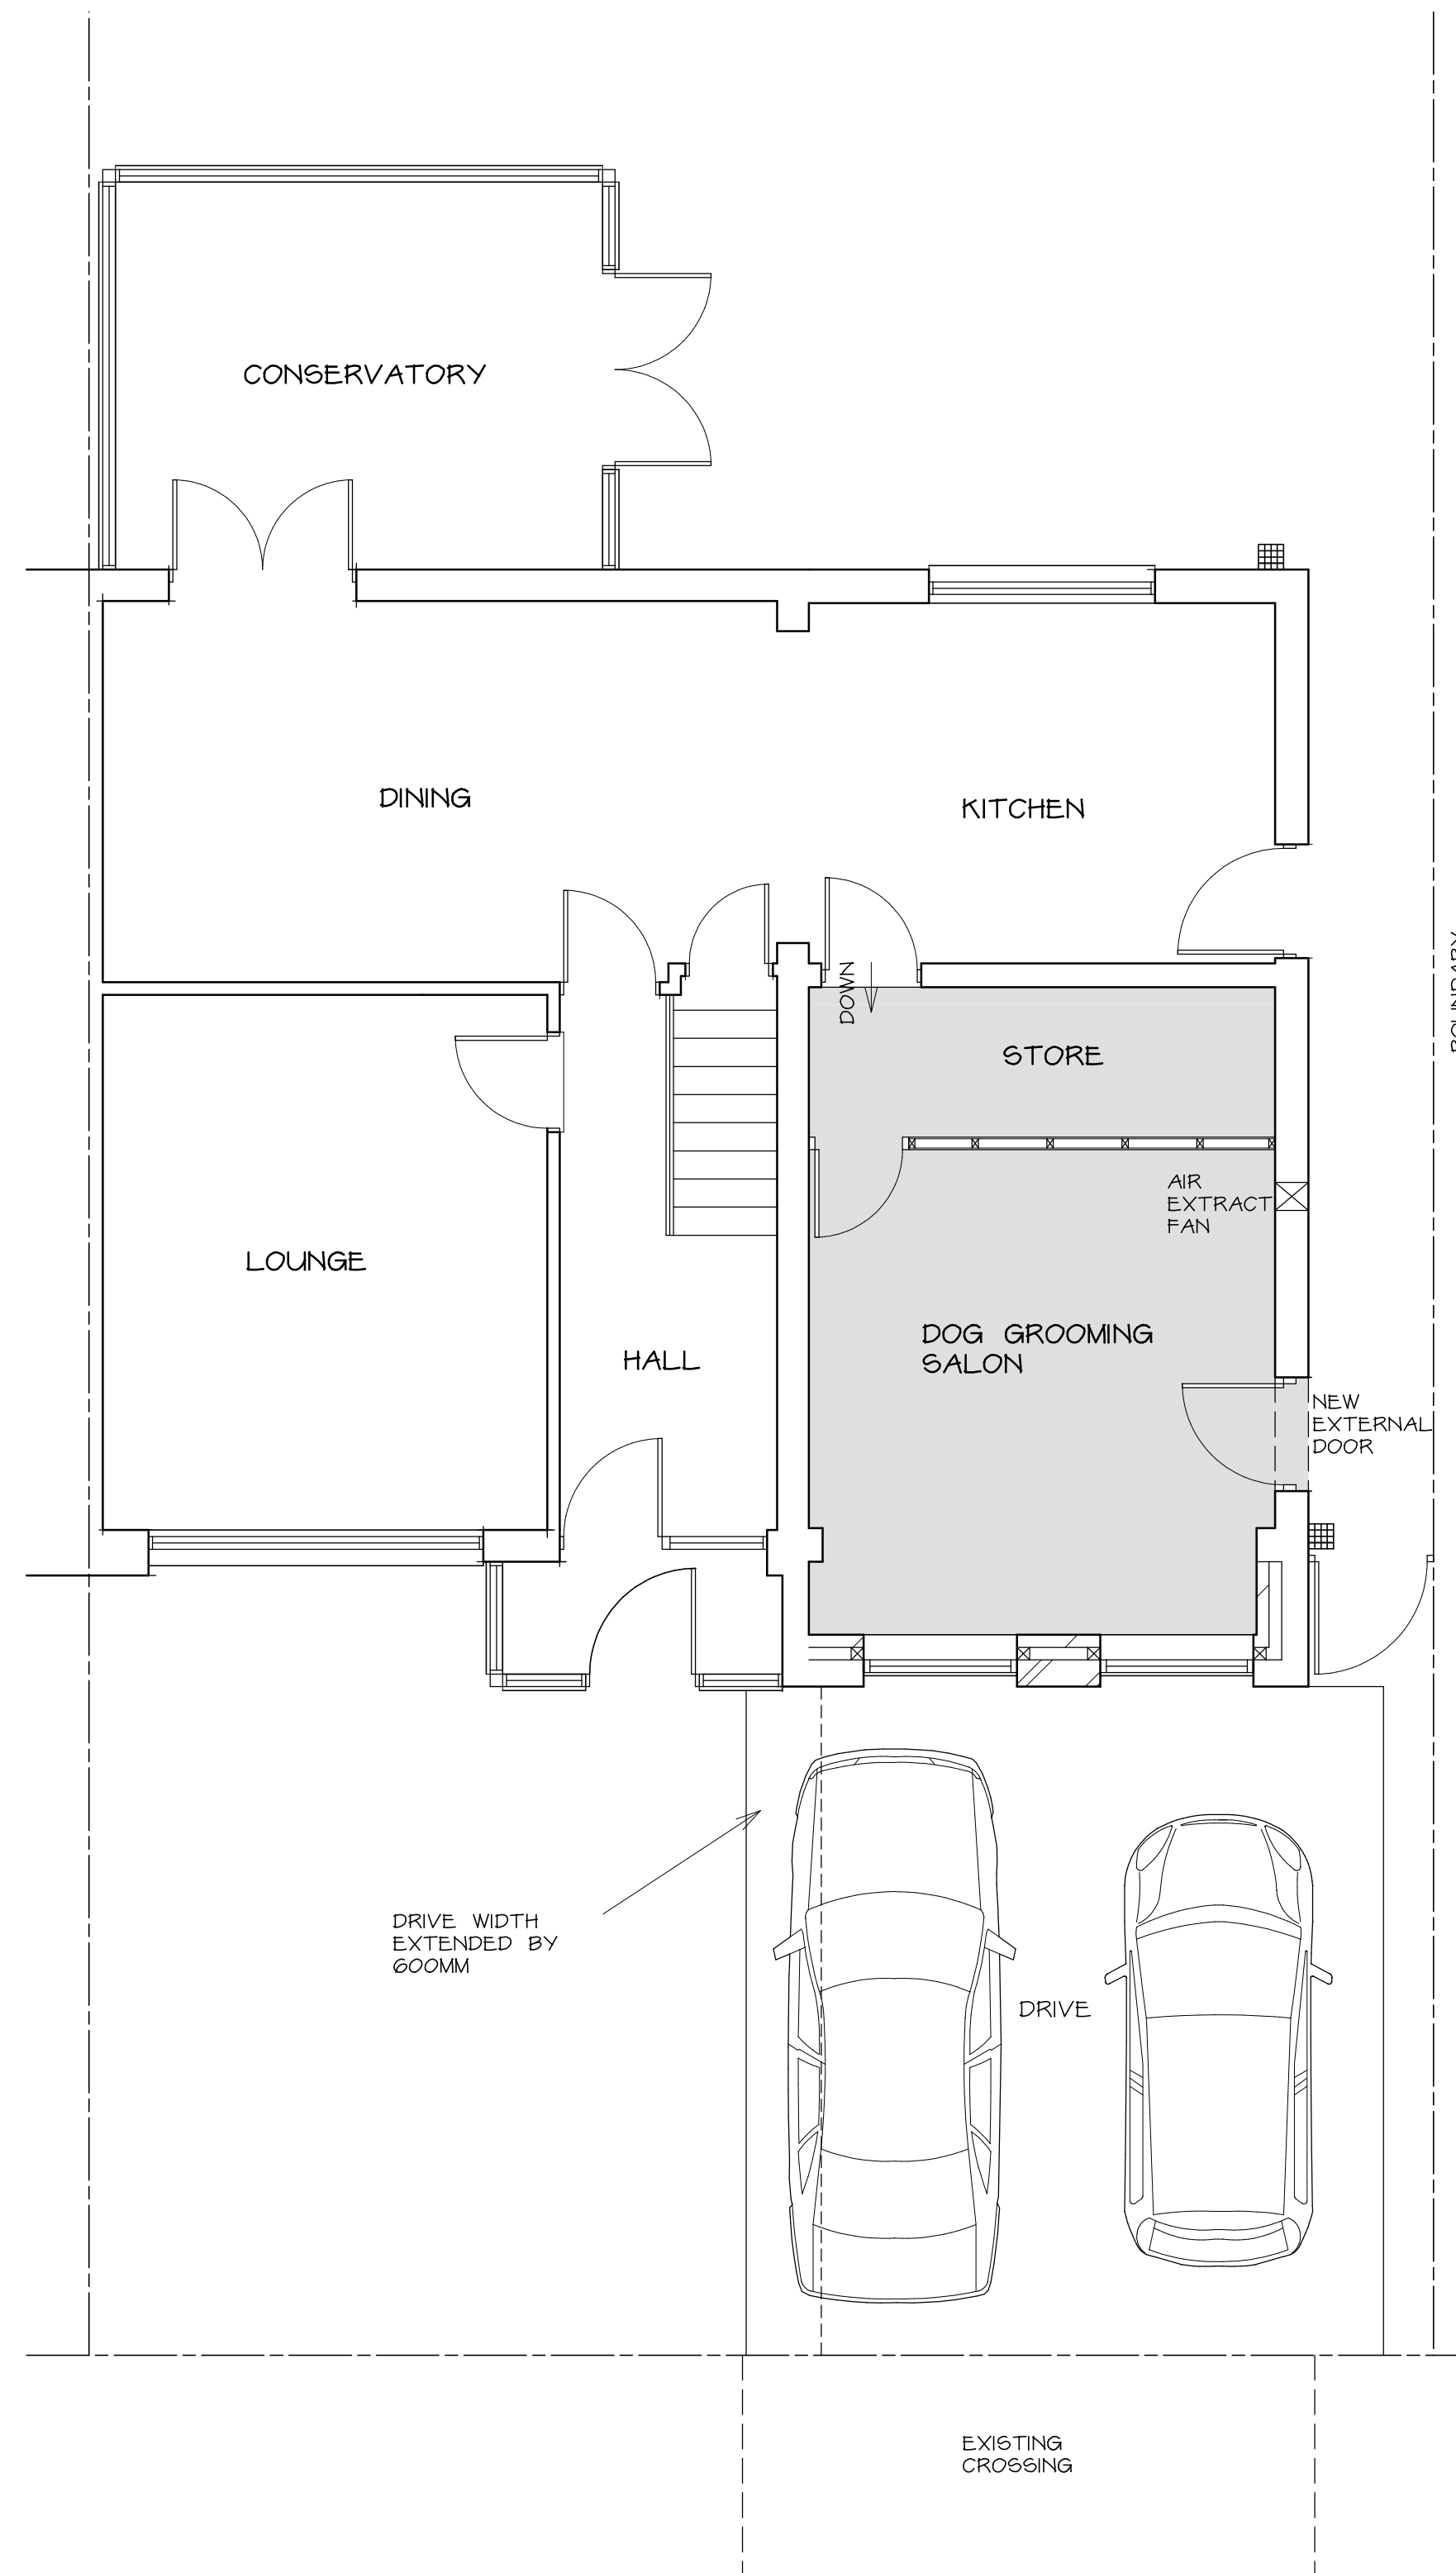 CONSERVATORY
DINING
KITCHEN
BOUNDARY
DOWN
STORE
AIR
EXTRACT
FAN
LOUNGE
DOG GROOMING
SALON
HALL
NEW
EXTERNAL
DOOR
DRIVE WIDTH
EXTENDED BY
600MM
DRIVE
EXISTING
CROSSING